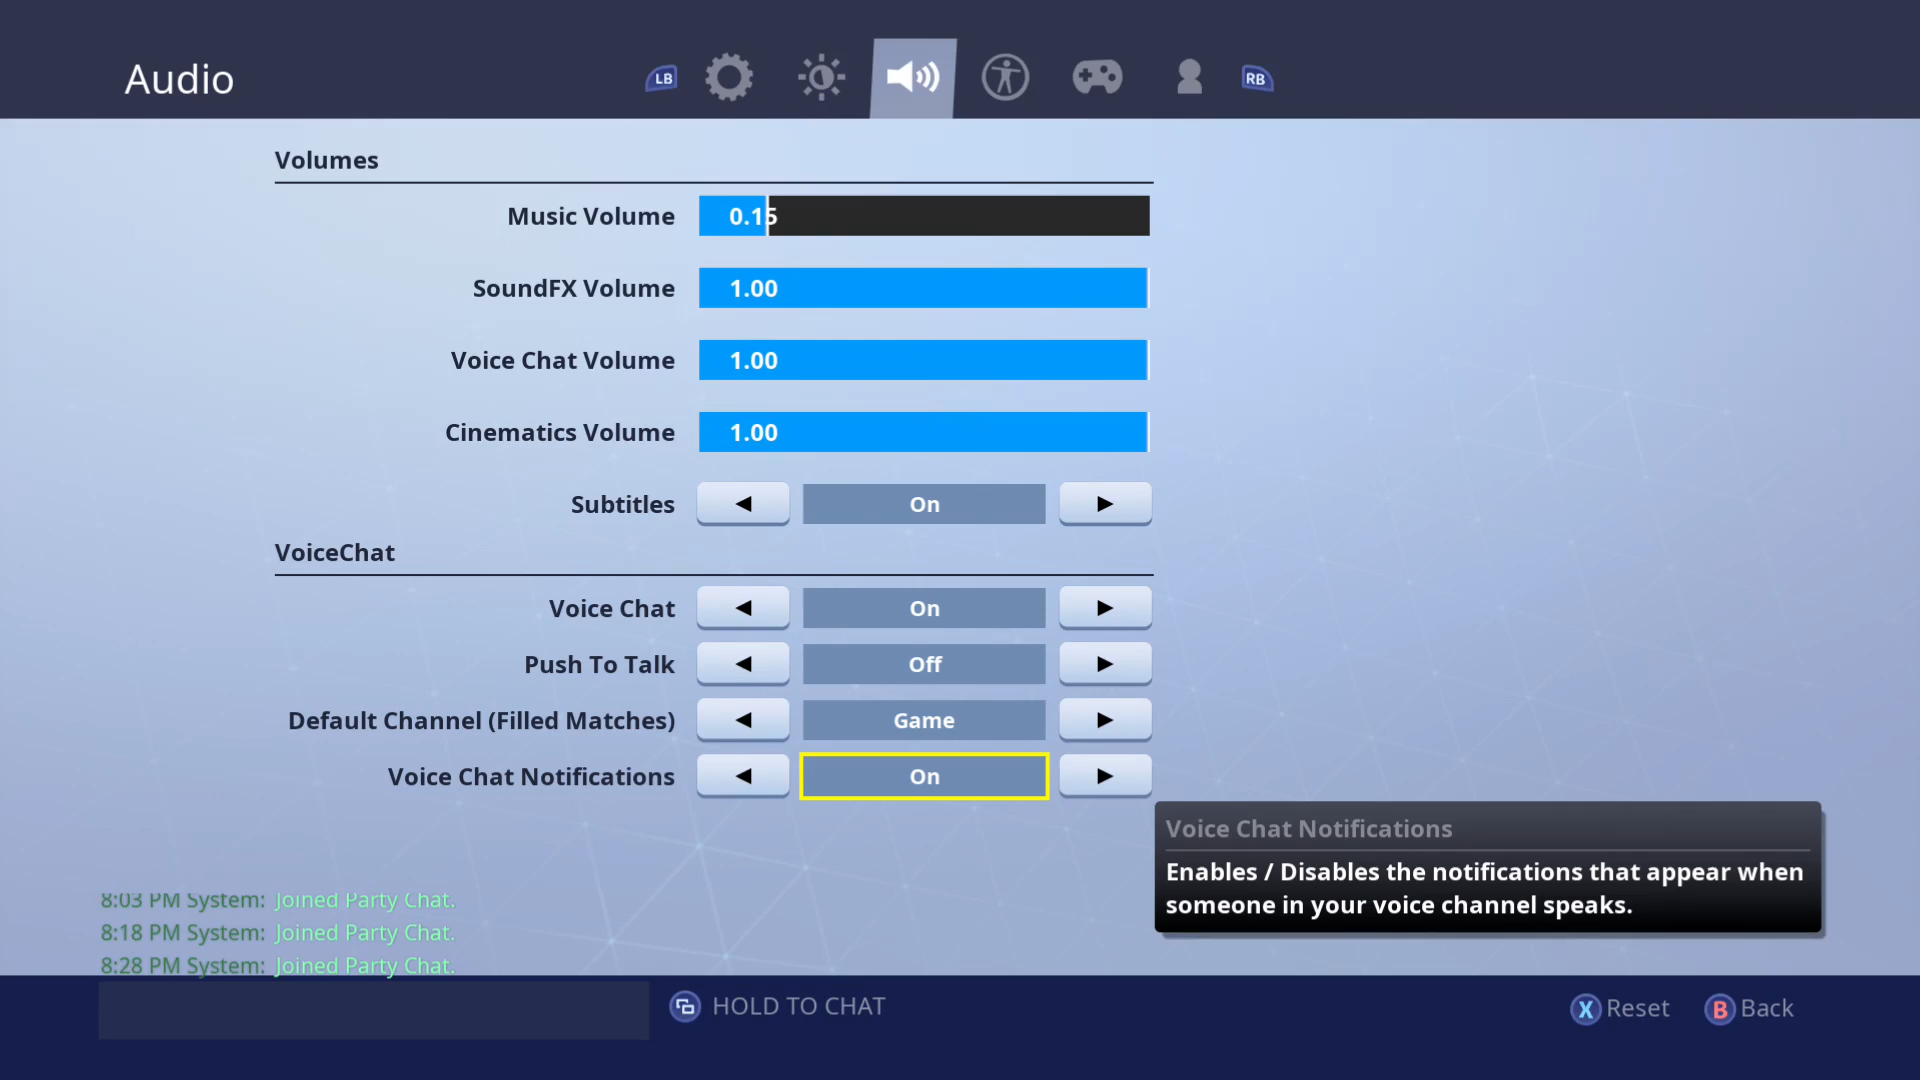 Audio
LB
RB
Volumes
Music Volume 0.15
SoundFX Volume 1.00
Voice Chat Volume 1.00
Cinematics Volume 1.00
Subtitles On
VoiceChat
Voice Chat On
Push To Talk Off
Default Channel (Filled Matches) Game
Voice Chat Notifications On
Voice Chat Notifications
Enables / Disables the notifications that appear when
someone in your voice channel speaks.
8:03 PM System: Joined Party Chat.
8:18 PM System: Joined Party Chat.
8:28 PM System: Joined Party Chat.
HOLD TO CHAT
X Reset
B Back